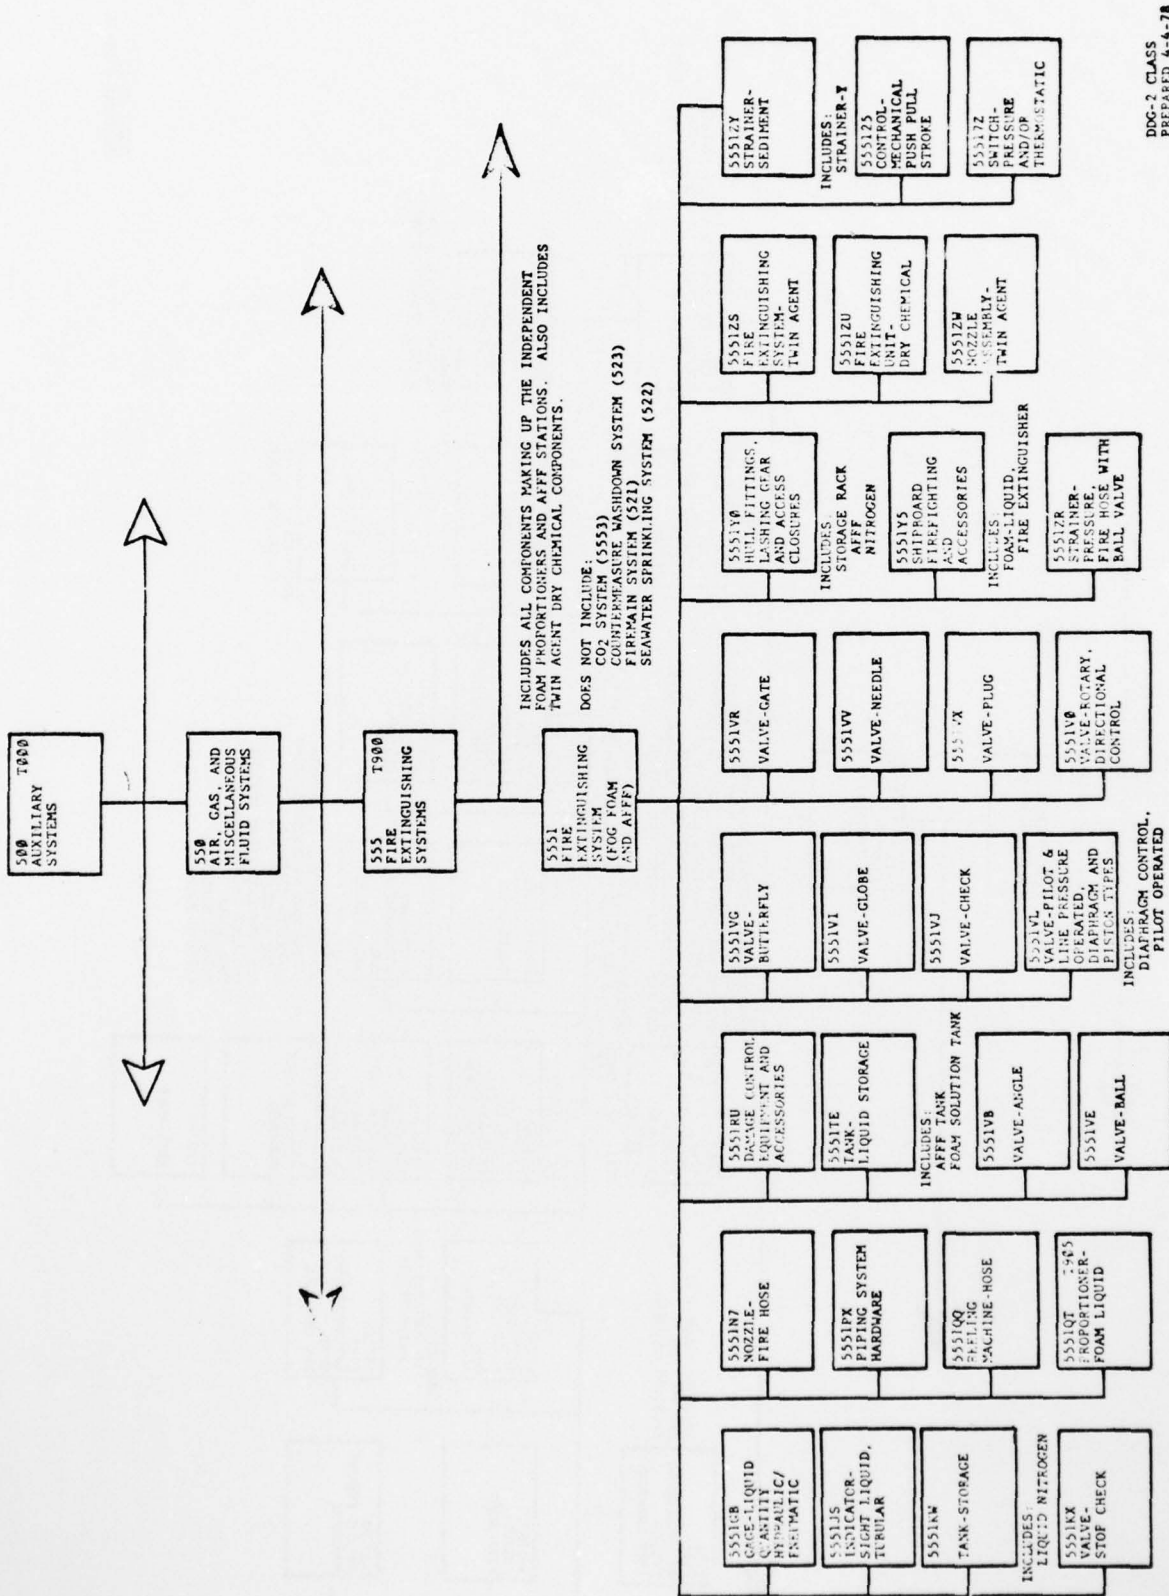 500 T000
AUXILIARY
SYSTEMS
550
AIR, GAS, AND
MISCELLANEOUS
FLUID SYSTEMS
555 T900
FIRE
EXTINGUISHING
SYSTEMS
INCLUDES ALL COMPONENTS MAKING UP THE INDEPENDENT
FOAM PROPORTIONERS AND AFFF STATIONS. ALSO INCLUDES
TWIN AGENT DRY CHEMICAL COMPONENTS.
DOES NOT INCLUDE:
CO2 SYSTEM (5553)
COUNTERMEASURE WASHDOWN SYSTEM (523)
FIREMAIN SYSTEM (521)
SEAWATER SPRINKLING SYSTEM (522)
5551
FIRE
EXTINGUISHING
SYSTEM
(FOG FOAM
AND AFFF)
5551GB
GAGE-LIQUID
QUANTITY
HYDRAULIC/
PNEUMATIC
5551JS
INDICATOR-
SIGHT LIQUID,
TUBULAR
5551KW
TANK-STORAGE
INCLUDES:
LIQUID NITROGEN
5551KX
VALVE-
STOP CHECK
5551N7
NOZZLE-
FIRE HOSE
5551PX
PIPING SYSTEM
HARDWARE
5551QQ
REELING
MACHINE-HOSE
5551QT T905
PROPORTIONER-
FOAM LIQUID
5551RU
DAMAGE CONTROL
EQUIPMENT AND
ACCESSORIES
5551TE
TANK-
LIQUID STORAGE
INCLUDES:
AFFF TANK
FOAM SOLUTION TANK
5551VB
VALVE-ANGLE
5551VE
VALVE-BALL
5551VG
VALVE-
BUTTERFLY
5551VI
VALVE-GLOBE
5551VJ
VALVE-CHECK
5551VL
VALVE-PILOT &
LINE PRESSURE
OPERATED,
DIAPHRAGM AND
PISTON TYPES
INCLUDES:
DIAPHRAGM CONTROL,
PILOT OPERATED
5551VR
VALVE-GATE
5551VV
VALVE-NEEDLE
5551VX
VALVE-PLUG
5551V0
VALVE-ROTARY,
DIRECTIONAL
CONTROL
5551Y0
HULL FITTINGS,
LASHING GEAR
AND ACCESS
CLOSURES
INCLUDES:
STORAGE RACK
AFFF
NITROGEN
5551Y5
SHIPBOARD
FIREFIGHTING
AND
ACCESSORIES
INCLUDES:
FOAM-LIQUID,
FIRE EXTINGUISHER
5551ZR
STRAINER-
PRESSURE,
FIRE HOSE WITH
BALL VALVE
5551ZS
FIRE
EXTINGUISHING
SYSTEM-
TWIN AGENT
5551ZU
FIRE
EXTINGUISHING
UNIT-
DRY CHEMICAL
5551ZW
NOZZLE
ASSEMBLY-
TWIN AGENT
5551ZY
STRAINER-
SEDIMENT
INCLUDES:
STRAINER-Y
555125
CONTROL-
MECHANICAL
PUSH PULL
STROKE
55517Z
SWITCH-
PRESSURE
AND/OR
THERMOSTATIC
DDG-2 CLASS
PREPARED 4-4-78